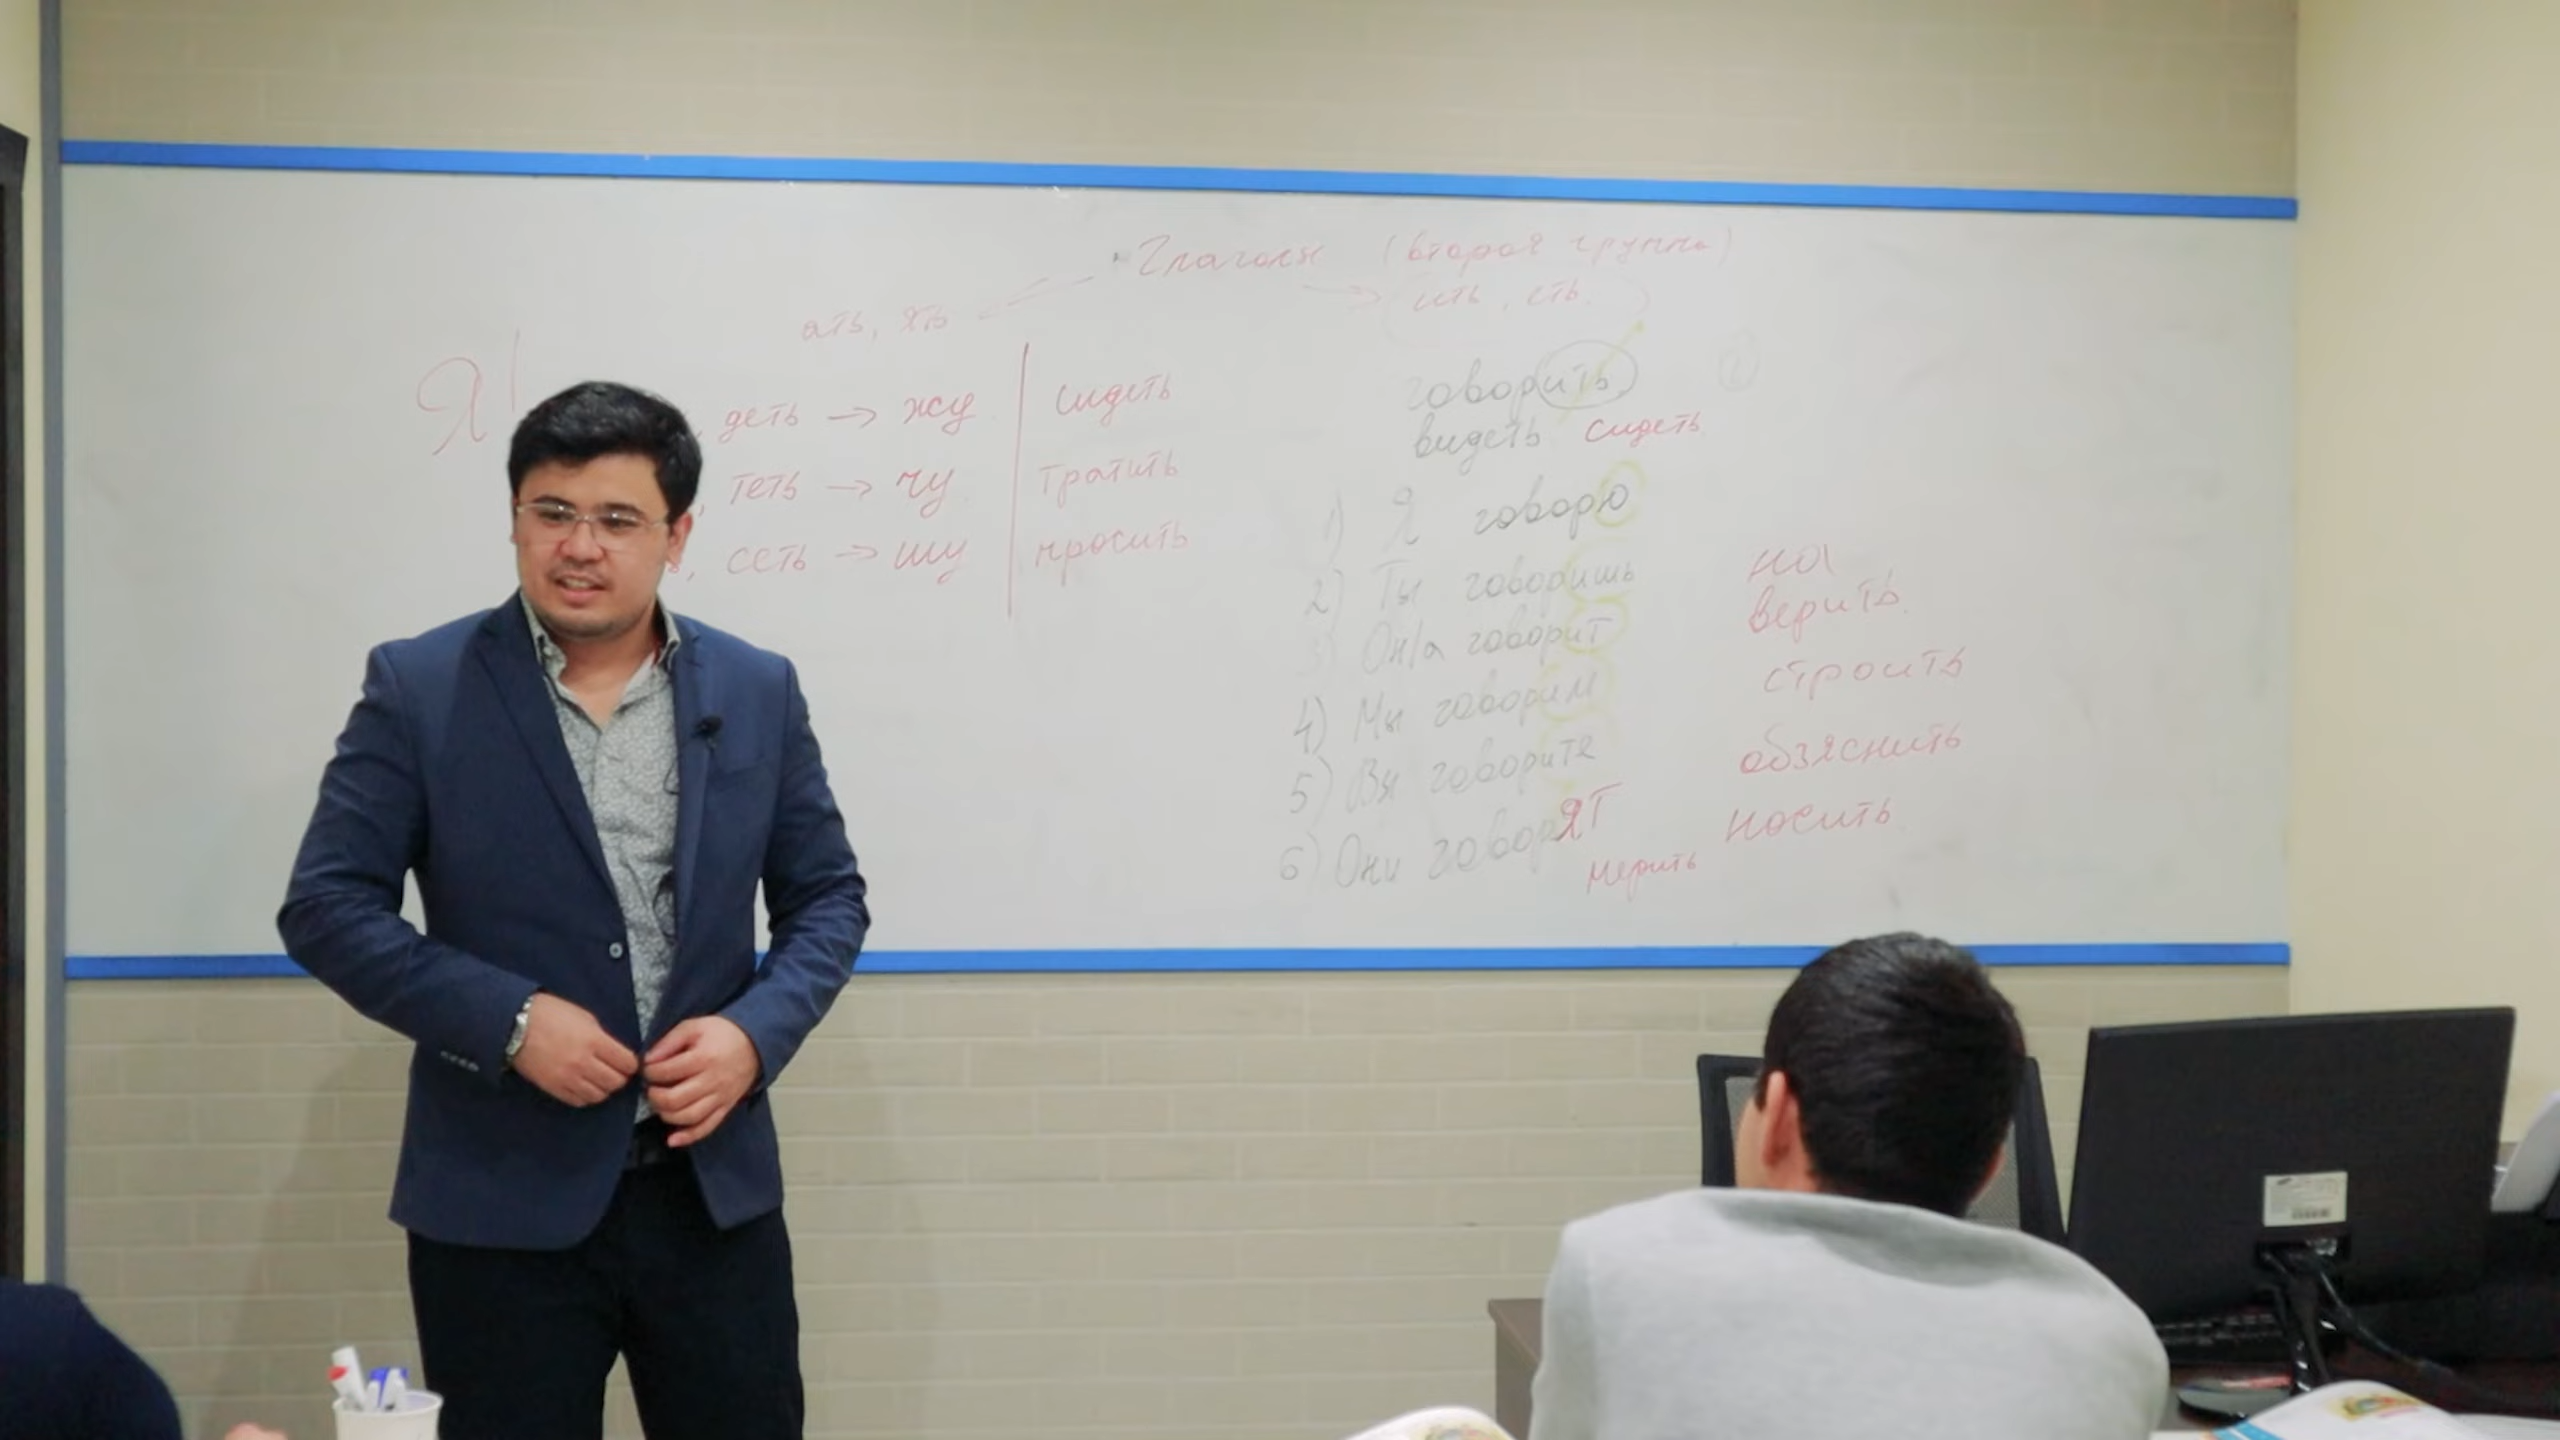 Глаголы (вторая группа)
ать, ять
ить, еть.
Я
, деть → жу сидеть
, теть → чу тратить
, сеть → шу просить
говорить
видеть сидеть
1) Я говорю
2) Ты говоришь
3) Он/а говорит
4) Мы говорим
5) Вы говорите
6) Они говорЯТ
на
верить
строить
обзяснить
носить
мерить